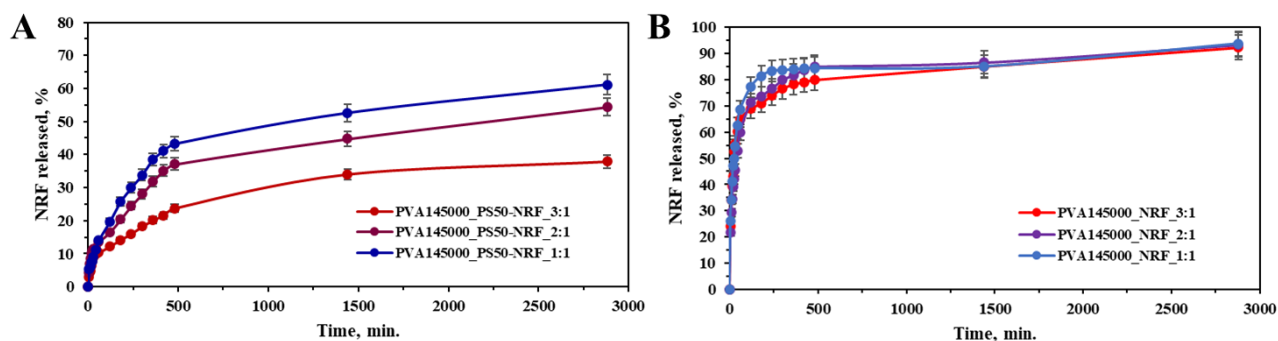 A
80
70
60
50
40
30
20
10
0
NRF released, %
0 500 1000 1500 2000 2500 3000
Time, min.
PVA145000_PS50-NRF_3:1
PVA145000_PS50-NRF_2:1
PVA145000_PS50-NRF_1:1
B
100
90
80
70
60
50
40
30
20
10
0
NRF released, %
0 500 1000 1500 2000 2500 3000
Time, min.
PVA145000_NRF_3:1
PVA145000_NRF_2:1
PVA145000_NRF_1:1